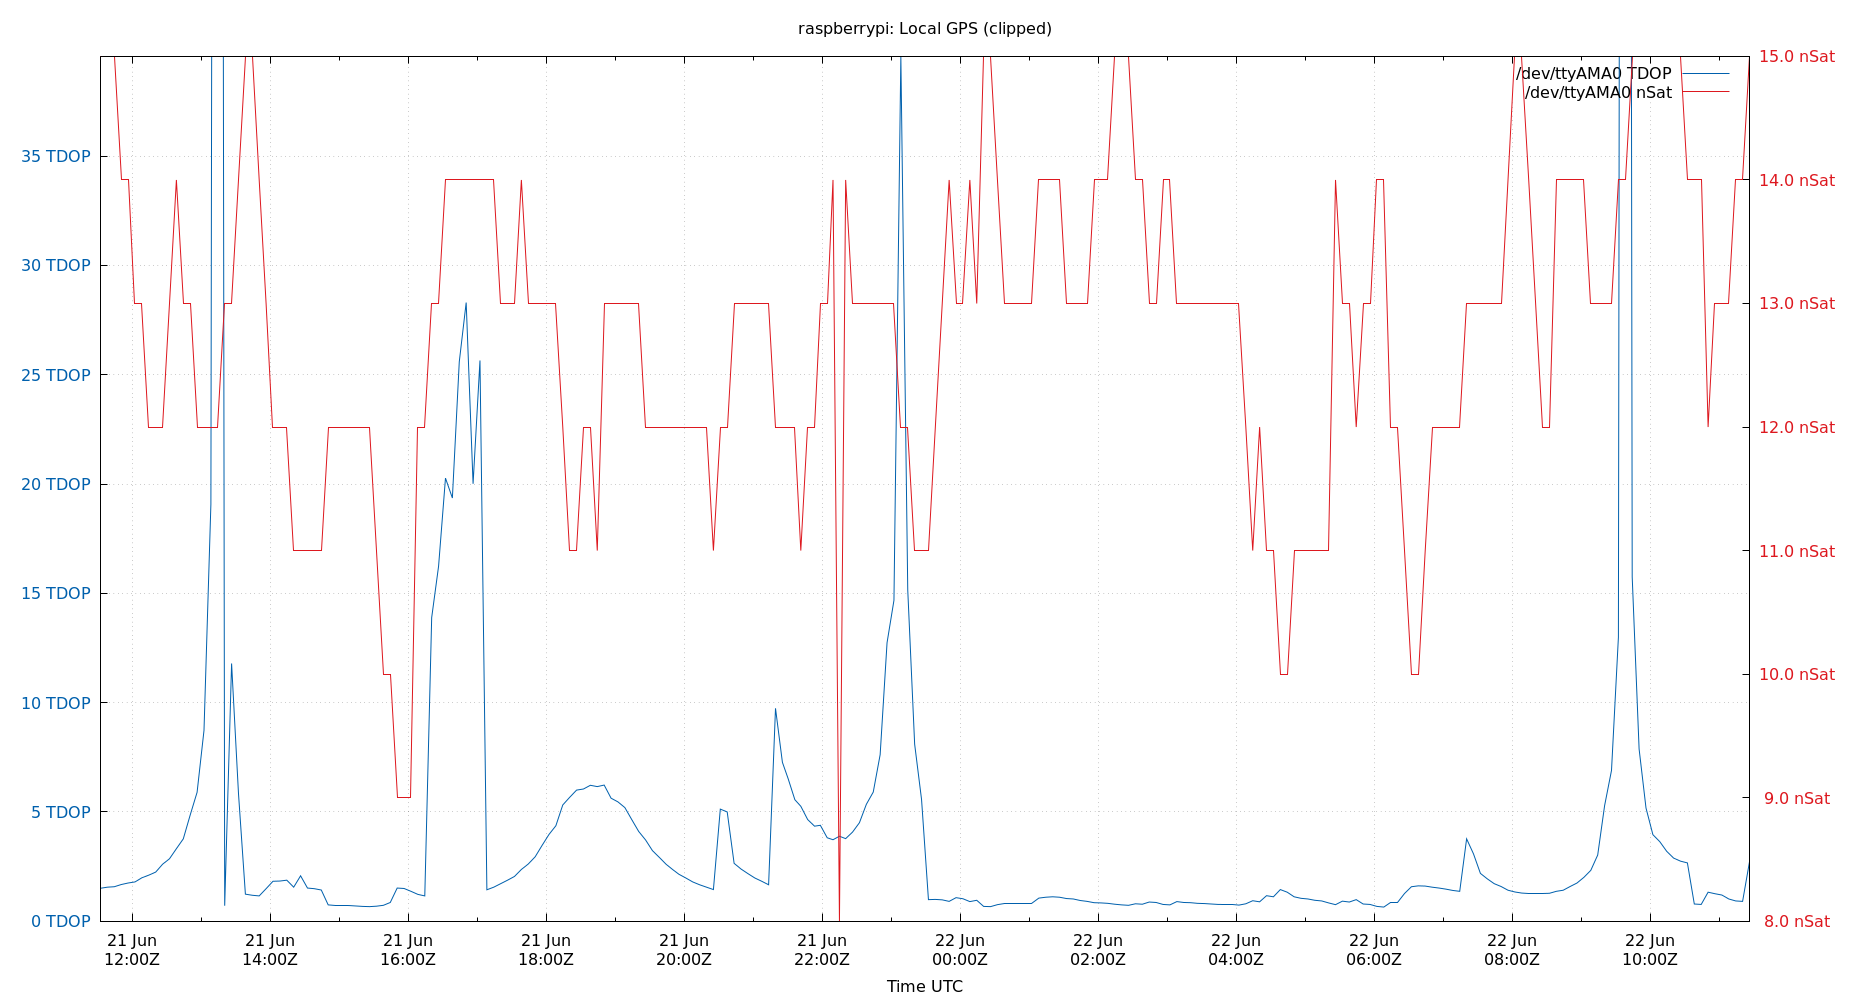 raspberrypi: Local GPS (clipped)
/dev/ttyAMA0 TDOP
/dev/ttyAMA0 nSat
35 TDOP
30 TDOP
25 TDOP
20 TDOP
15 TDOP
10 TDOP
5 TDOP
0 TDOP
15.0 nSat
14.0 nSat
13.0 nSat
12.0 nSat
11.0 nSat
10.0 nSat
9.0 nSat
8.0 nSat
21 Jun
12:00Z
21 Jun
14:00Z
21 Jun
16:00Z
21 Jun
18:00Z
21 Jun
20:00Z
21 Jun
22:00Z
22 Jun
00:00Z
22 Jun
02:00Z
22 Jun
04:00Z
22 Jun
06:00Z
22 Jun
08:00Z
22 Jun
10:00Z
Time UTC